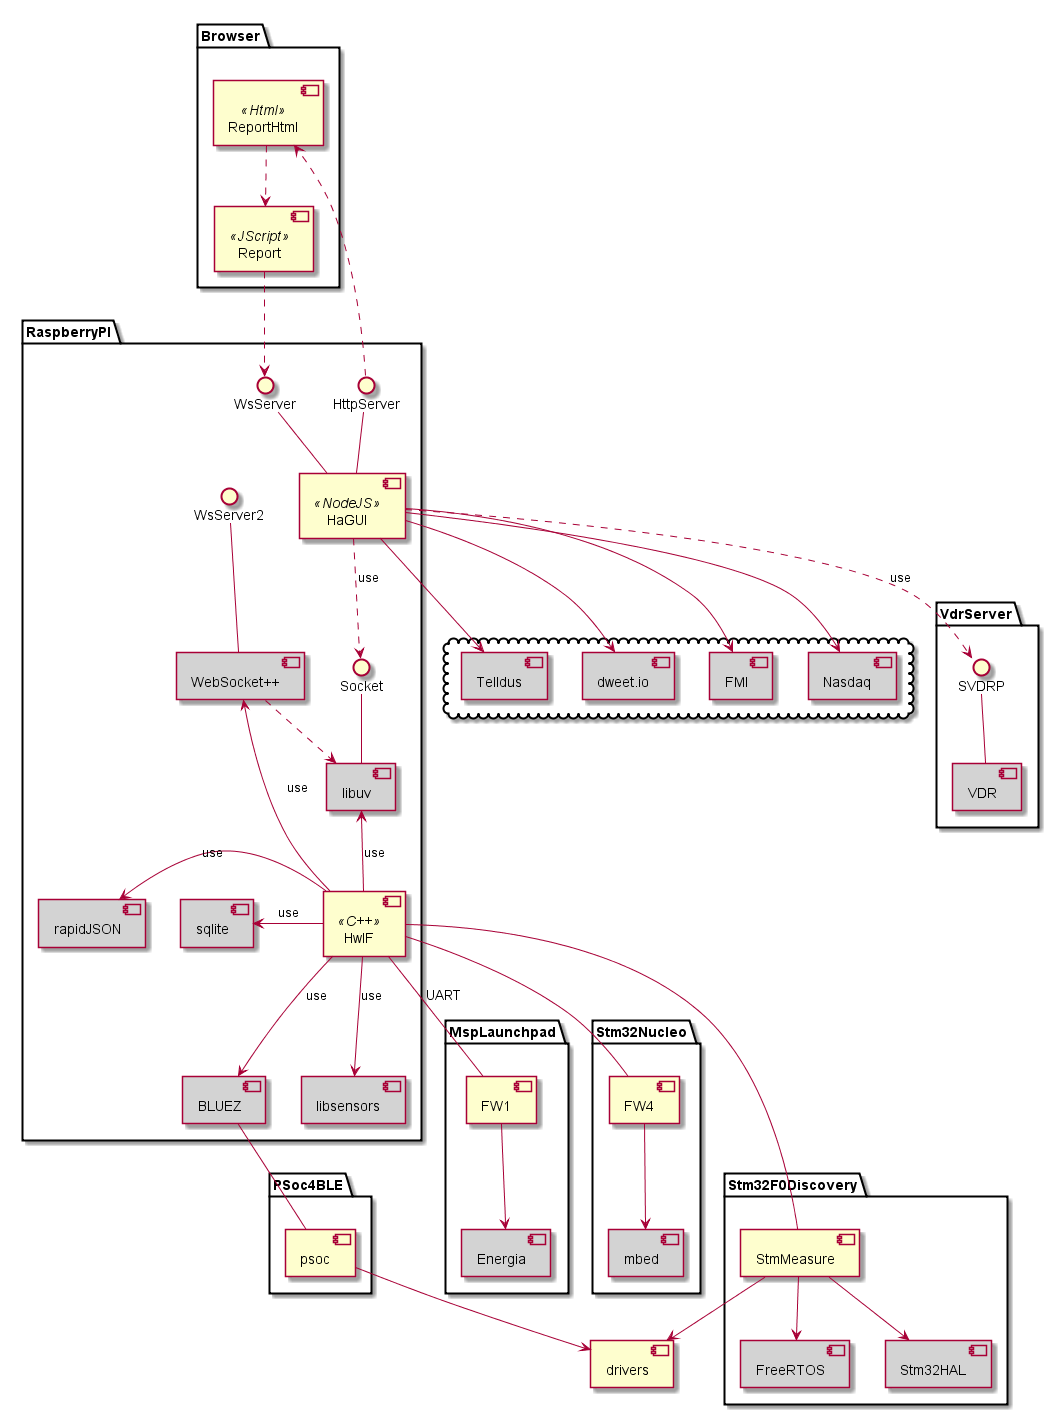 Browser
«Html»
ReportHtml
«JScript»
Report
RaspberryPI
WsServer
HttpServer
WsServer2
«NodeJS»
HaGUI
use
use
VdrServer
WebSocket++
Socket
Telldus
dweet.io
FMI
Nasdaq
SVDRP
use
libuv
VDR
use
use
rapidJSON
sqlite
use
«C++»
HwIF
use
use
UART
MspLaunchpad
Stm32Nucleo
BLUEZ
libsensors
FW1
FW4
PSoc4BLE
Stm32F0Discovery
psoc
Energia
mbed
StmMeasure
drivers
FreeRTOS
Stm32HAL